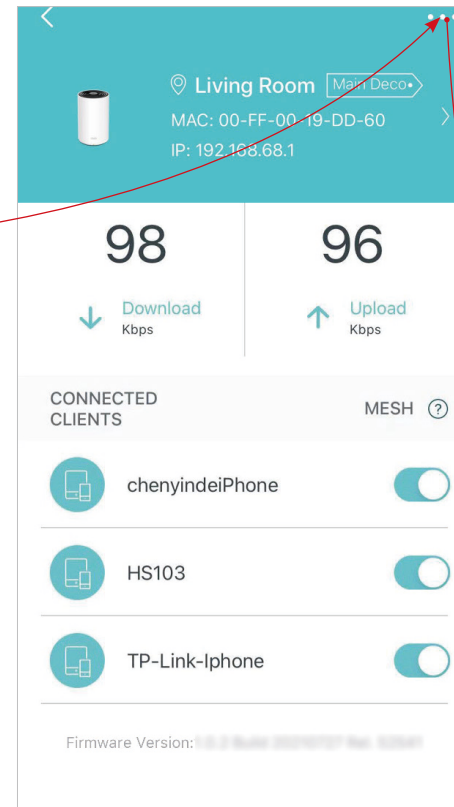 Living Room Main Deco
MAC: 00-FF-00-19-DD-60
IP: 192.168.68.1
98 96
Download Upload
Kbps Kbps
CONNECTED
CLIENTS
MESH ?
chenyindeiPhone
HS103
TP-Link-Iphone
Firmware Version: